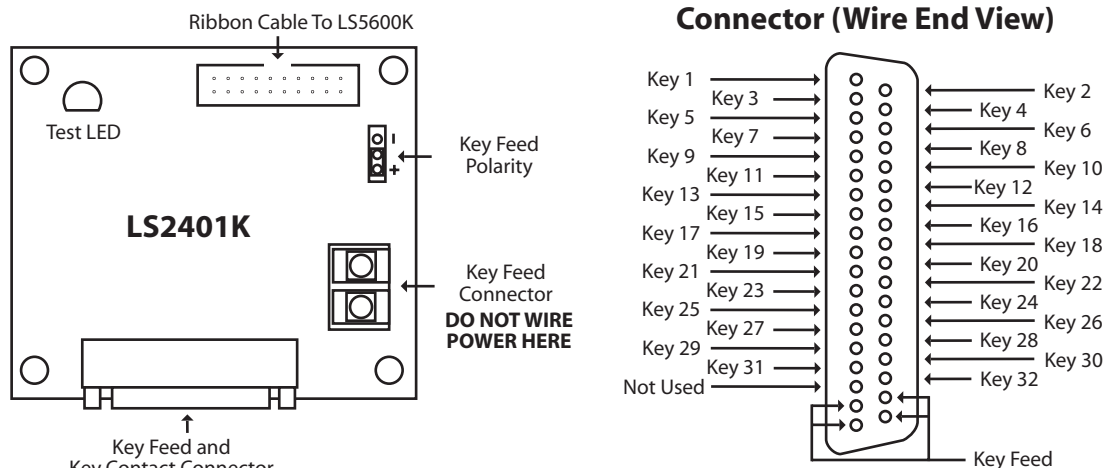 Ribbon Cable To LS5600K
Test LED
-
+
Key Feed
Polarity
LS2401K
Key Feed
Connector
DO NOT WIRE
POWER HERE
Key Feed and
Key Contact Connector
Connector (Wire End View)
Key 1
Key 2
Key 3
Key 4
Key 5
Key 6
Key 7
Key 8
Key 9
Key 10
Key 11
Key 12
Key 13
Key 14
Key 15
Key 16
Key 17
Key 18
Key 19
Key 20
Key 21
Key 22
Key 23
Key 24
Key 25
Key 26
Key 27
Key 28
Key 29
Key 30
Key 31
Key 32
Not Used
Key Feed